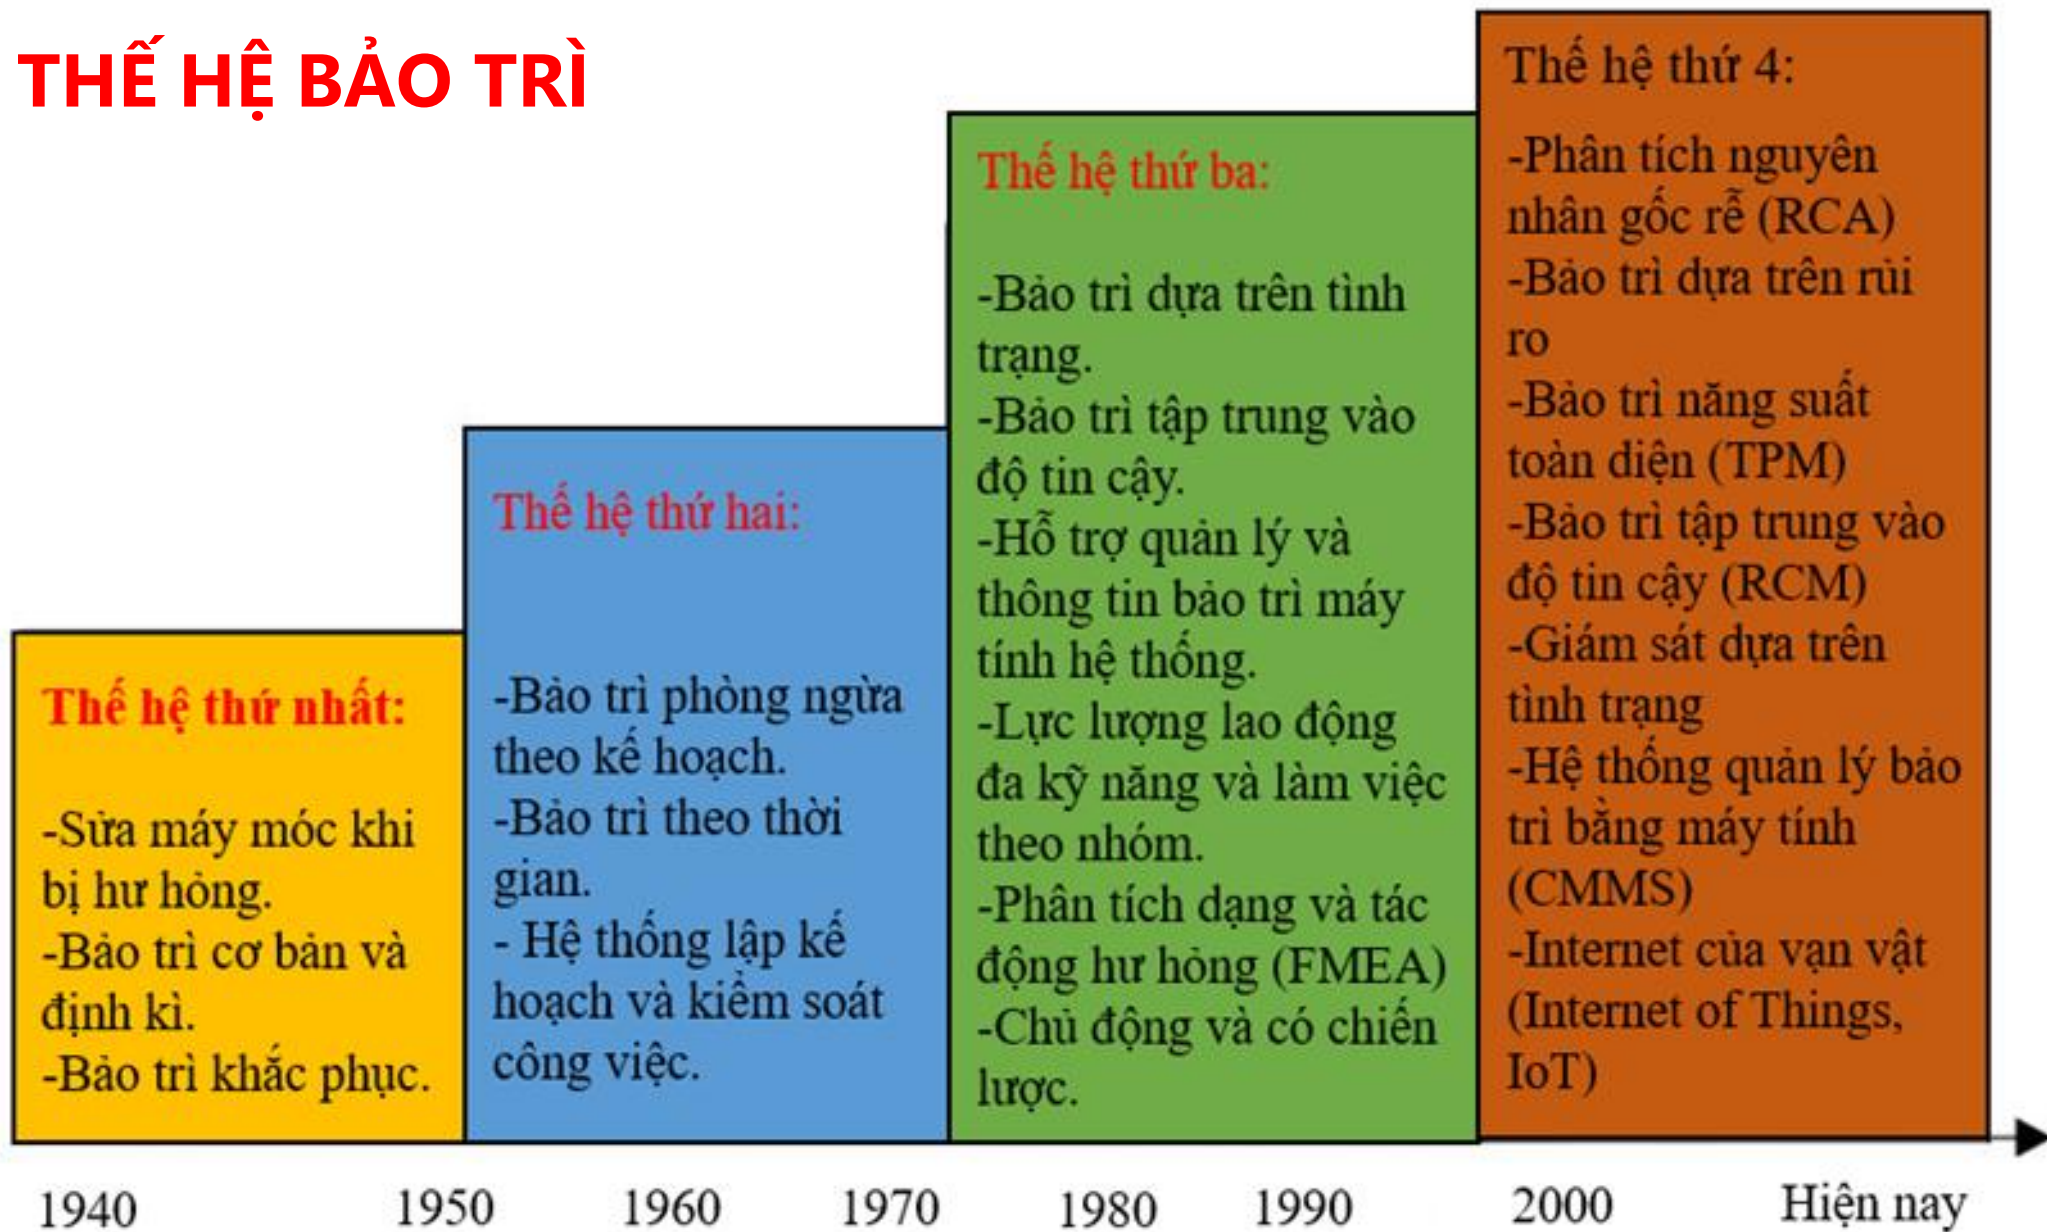 THẾ HỆ BẢO TRÌ
Thế hệ thứ nhất:
-Sửa máy móc khi
bị hư hỏng.
-Bảo trì cơ bản và
định kì.
-Bảo trì khắc phục.
Thế hệ thứ hai:
-Bảo trì phòng ngừa
theo kế hoạch.
-Bảo trì theo thời
gian.
- Hệ thống lập kế
hoạch và kiểm soát
công việc.
Thế hệ thứ ba:
-Bảo trì dựa trên tình
trạng.
-Bảo trì tập trung vào
độ tin cậy.
-Hỗ trợ quản lý và
thông tin bảo trì máy
tính hệ thống.
-Lực lượng lao động
đa kỹ năng và làm việc
theo nhóm.
-Phân tích dạng và tác
động hư hỏng (FMEA)
-Chủ động và có chiến
lược.
Thế hệ thứ 4:
-Phân tích nguyên
nhân gốc rễ (RCA)
-Bảo trì dựa trên rủi
ro
-Bảo trì năng suất
toàn diện (TPM)
-Bảo trì tập trung vào
độ tin cậy (RCM)
-Giám sát dựa trên
tình trạng
-Hệ thống quản lý bảo
trì bằng máy tính
(CMMS)
-Internet của vạn vật
(Internet of Things,
IoT)
1940 1950 1960 1970 1980 1990 2000 Hiện nay